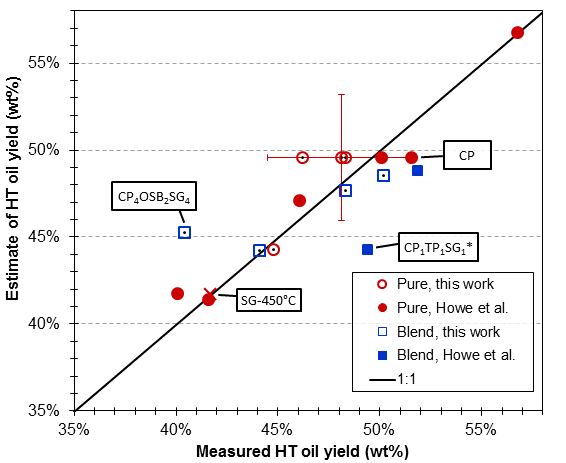 Estimate of HT oil yield (wt%)
55%
50%
45%
40%
35%
CP
CP₄OSB₂SG₄
CP₁TP₁SG₁*
SG-450°C
Pure, this work
Pure, Howe et al.
Blend, this work
Blend, Howe et al.
1:1
35% 40% 45% 50% 55%
Measured HT oil yield (wt%)